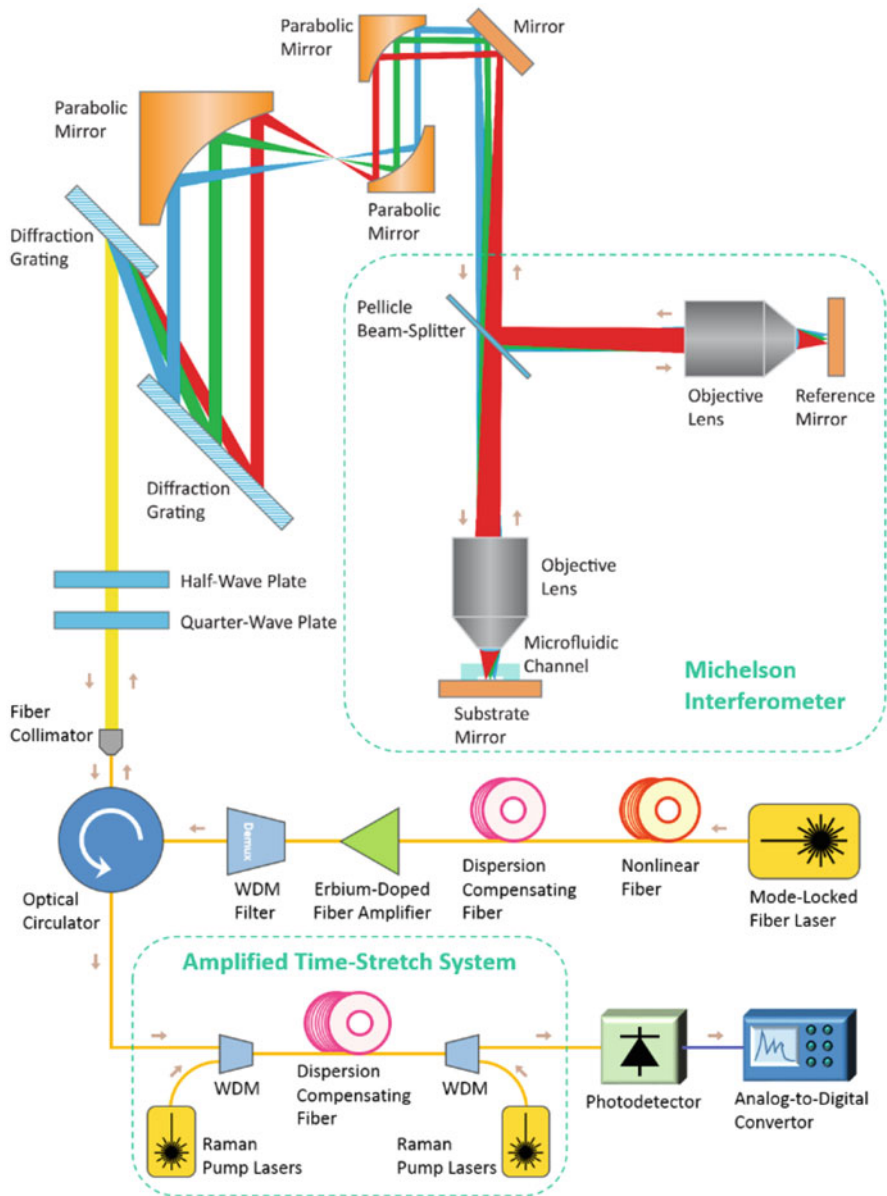 Parabolic
Mirror
Mirror
Parabolic
Mirror
Parabolic
Mirror
Diffraction
Grating
Pellicle
Beam-Splitter
Objective
Lens
Reference
Mirror
Diffraction
Grating
Half-Wave Plate
Quarter-Wave Plate
Objective
Lens
Microfluidic
Channel
Substrate
Mirror
Michelson
Interferometer
Fiber
Collimator
Optical
Circulator
Demux
WDM
Filter
Erbium-Doped
Fiber Amplifier
Dispersion
Compensating
Fiber
Nonlinear
Fiber
Mode-Locked
Fiber Laser
Amplified Time-Stretch System
WDM
Dispersion
Compensating
Fiber
WDM
Raman
Pump Lasers
Raman
Pump Lasers
Photodetector
Analog-to-Digital
Convertor